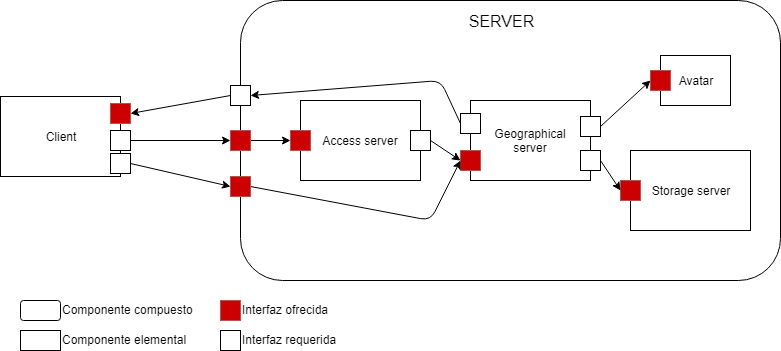 SERVER
Client
Access server
Geographical
server
Avatar
Storage server
Componente compuesto
Interfaz ofrecida
Componente elemental
Interfaz requerida